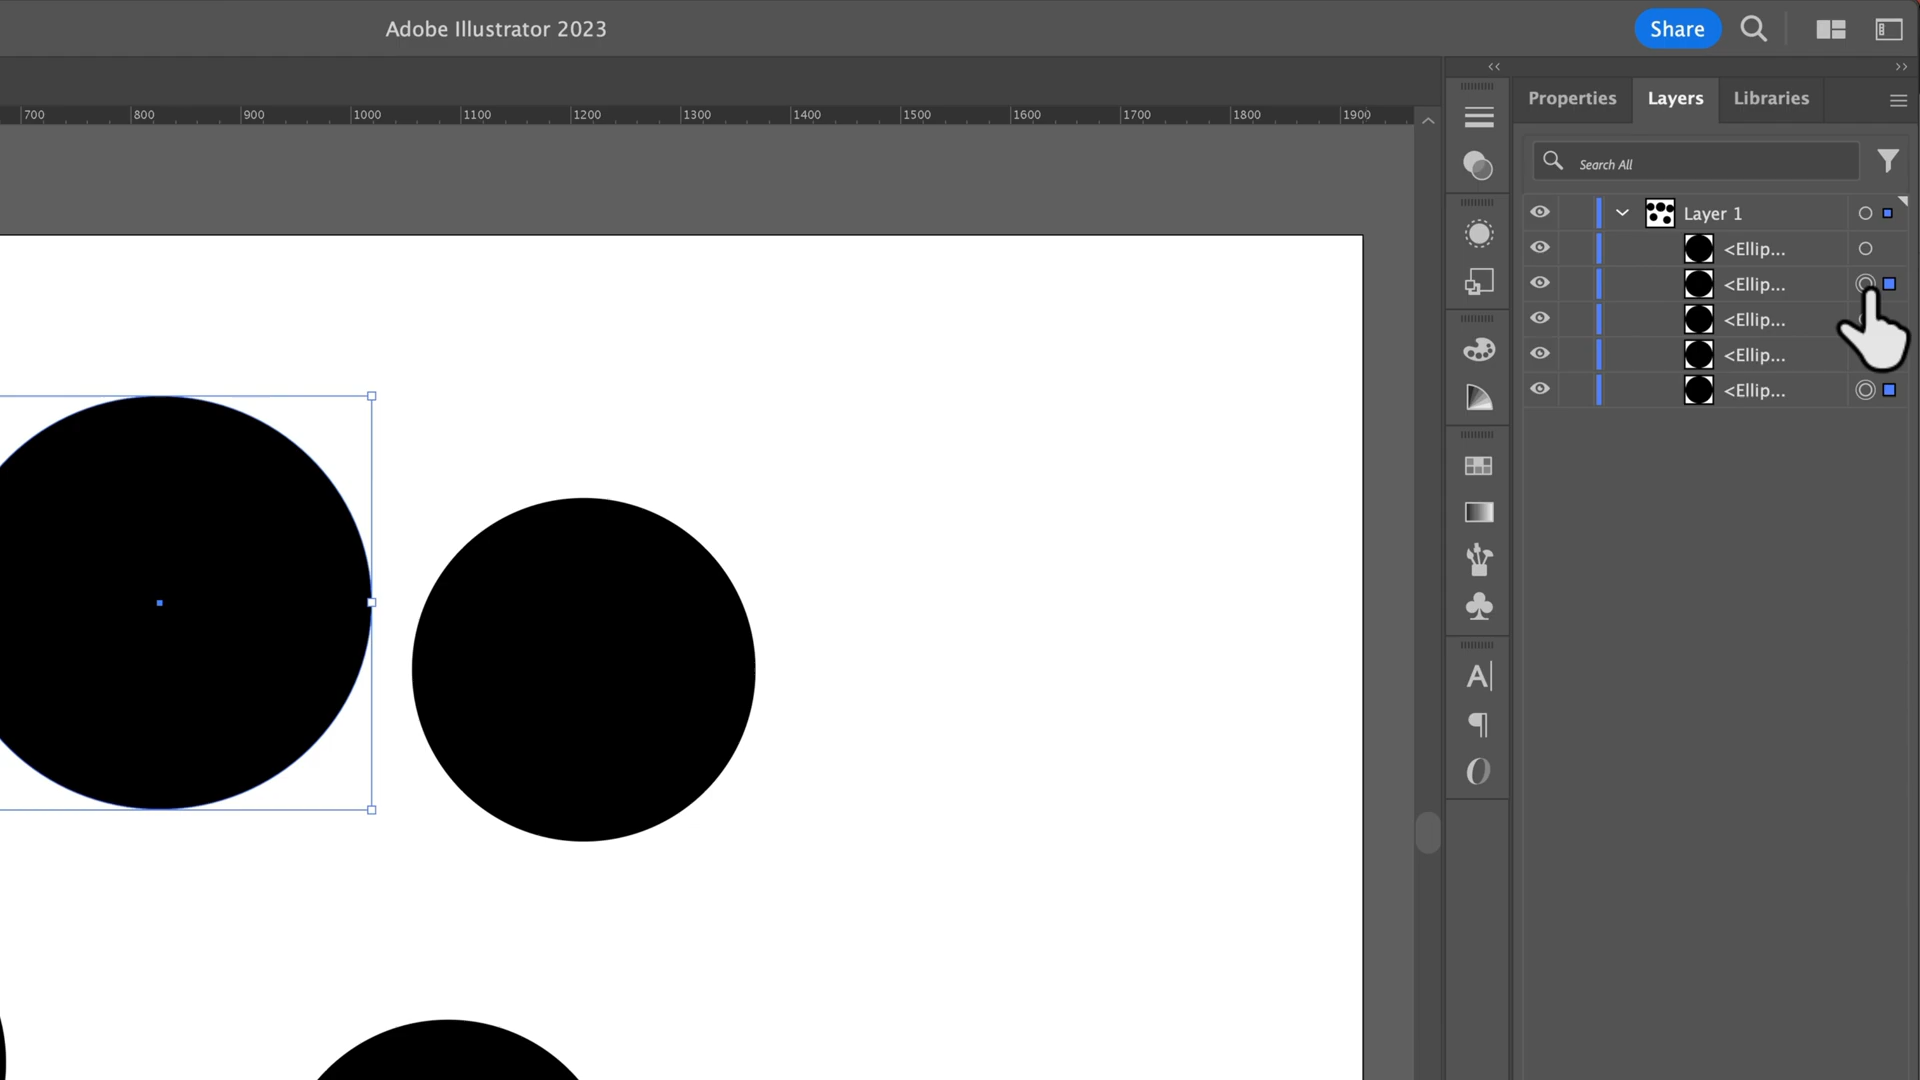 Adobe Illustrator 2023
Share
700 800 900 1000 1100 1200 1300 1400 1500 1600 1700 1800 1900
Properties Layers Libraries
Search All
Layer 1
<Ellip...
<Ellip...
<Ellip...
<Ellip...
<Ellip...